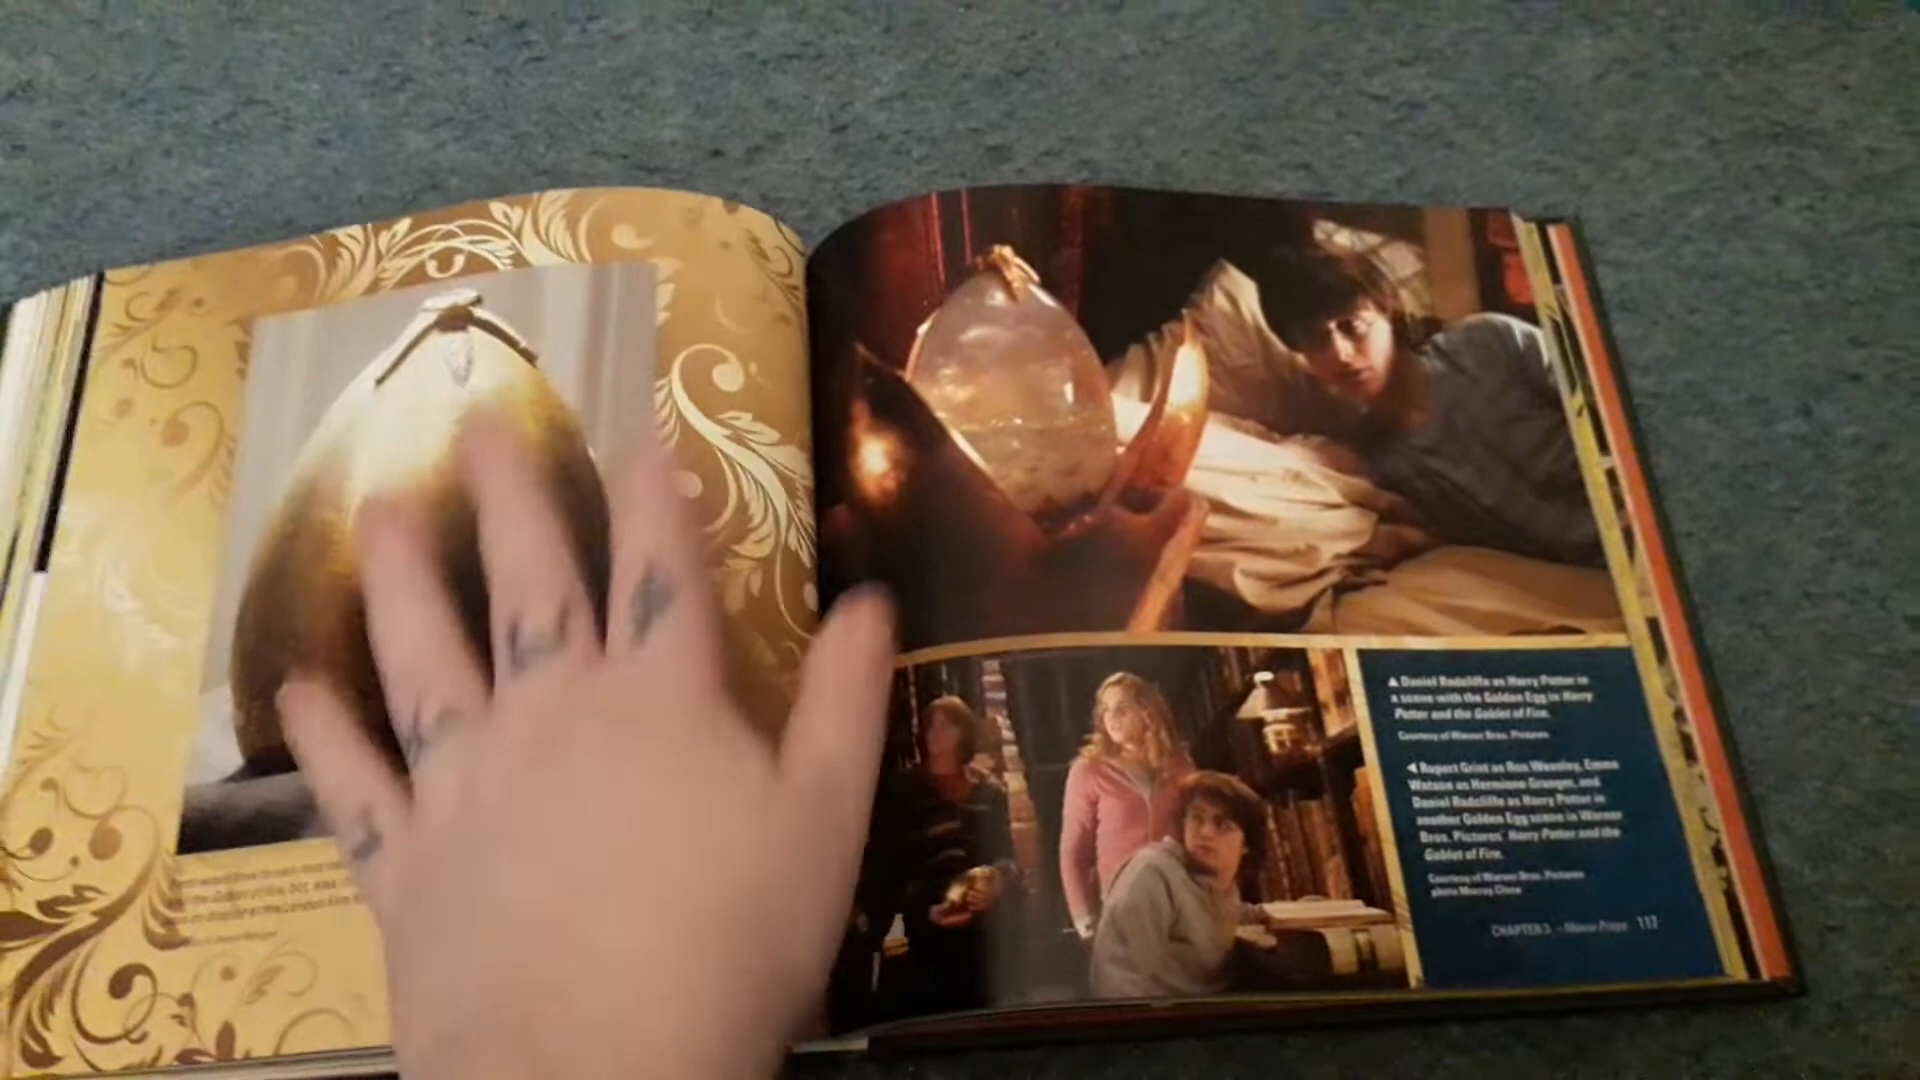 ▲ Daniel Radcliffe as Harry Potter in
a scene with the Golden Egg in Harry
Potter and the Goblet of Fire.
Courtesy of Warner Bros. Pictures
◀ Rupert Grint as Ron Weasley, Emma
Watson as Hermione Granger, and
Daniel Radcliffe as Harry Potter in
another Golden Egg scene in Warner
Bros. Pictures' Harry Potter and the
Goblet of Fire.
Courtesy of Warner Bros. Pictures
photo Murray Close
CHAPTER 3 – Movie Props 117